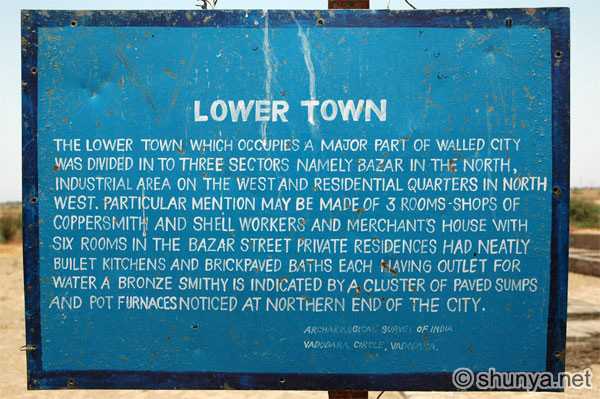 LOWER TOWN
THE LOWER TOWN WHICH OCCUPIES A MAJOR PART OF WALLED CITY
WAS DIVIDED IN TO THREE SECTORS NAMELY BAZAR IN THE NORTH,
INDUSTRIAL AREA ON THE WEST AND RESIDENTIAL QUARTERS IN NORTH
WEST. PARTICULAR MENTION MAY BE MADE OF 3 ROOMS-SHOPS OF
COPPERSMITH AND SHELL WORKERS AND MERCHANT'S HOUSE WITH
SIX ROOMS IN THE BAZAR STREET PRIVATE RESIDENCES HAD NEATLY
BUILET KITCHENS AND BRICKPAVED BATHS EACH HAVING OUTLET FOR
WATER A BRONZE SMITHY IS INDICATED BY A CLUSTER OF PAVED SUMPS
AND POT FURNACES NOTICED AT NORTHERN END OF THE CITY.
ARCHAEOLOGICAL SURVEY OF INDIA
VADODARA CIRCLE, VADODARA.
©shunya.net